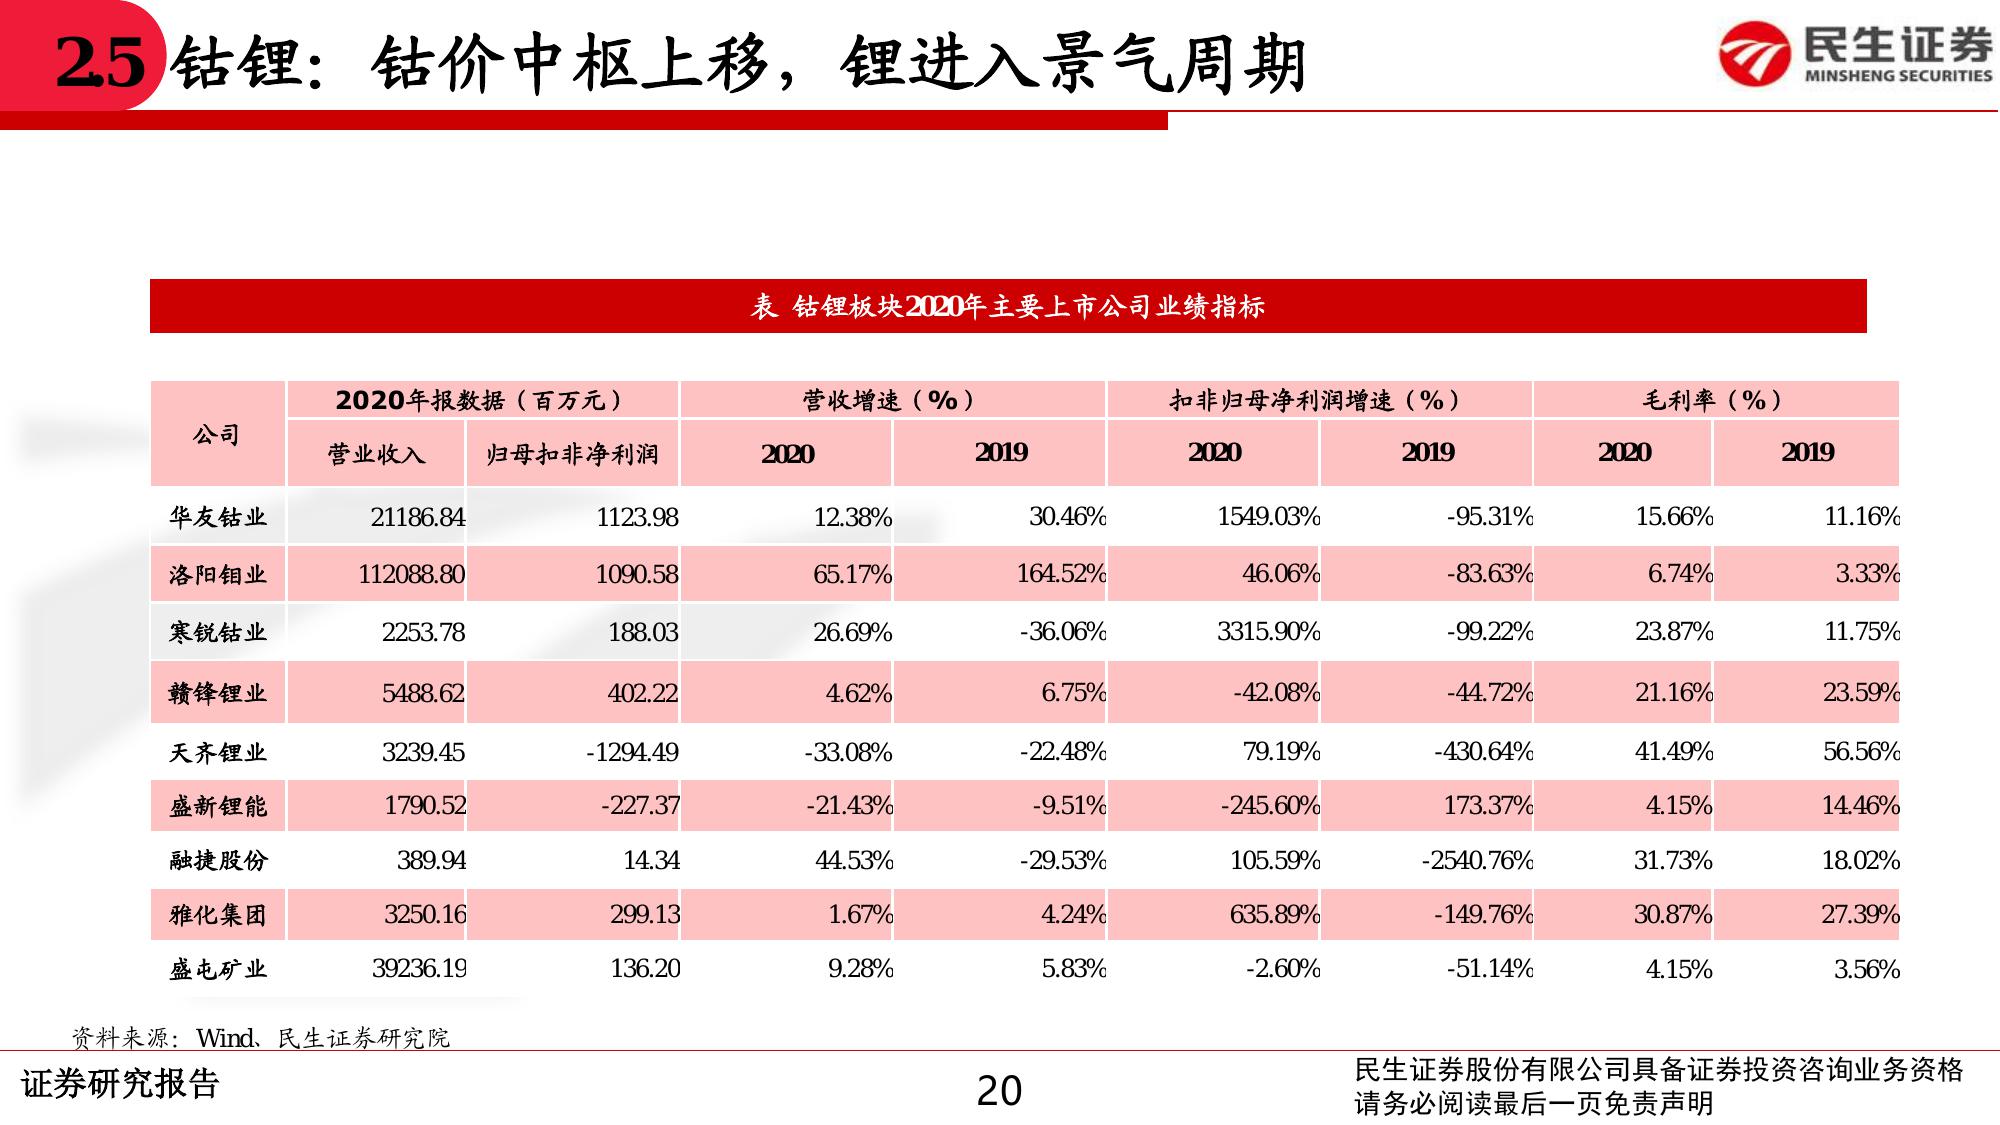 2.5 钴锂：钴价中枢上移，锂进入景气周期
民生证券
MINSHENG SECURITIES
表 钴锂板块2020年主要上市公司业绩指标
公司 2020年报数据（百万元） 营收增速（%） 扣非归母净利润增速（%） 毛利率（%）
营业收入 归母扣非净利润 2020 2019 2020 2019 2020 2019
华友钴业 21186.84 1123.98 12.38% 30.46% 1549.03% -95.31% 15.66% 11.16%
洛阳钼业 112088.80 1090.58 65.17% 164.52% 46.06% -83.63% 6.74% 3.33%
寒锐钴业 2253.78 188.03 26.69% -36.06% 3315.90% -99.22% 23.87% 11.75%
赣锋锂业 5488.62 402.22 4.62% 6.75% -42.08% -44.72% 21.16% 23.59%
天齐锂业 3239.45 -1294.49 -33.08% -22.48% 79.19% -430.64% 41.49% 56.56%
盛新锂能 1790.52 -227.37 -21.43% -9.51% -245.60% 173.37% 4.15% 14.46%
融捷股份 389.94 14.34 44.53% -29.53% 105.59% -2540.76% 31.73% 18.02%
雅化集团 3250.16 299.13 1.67% 4.24% 635.89% -149.76% 30.87% 27.39%
盛屯矿业 39236.19 136.20 9.28% 5.83% -2.60% -51.14% 4.15% 3.56%
资料来源：Wind、民生证券研究院
证券研究报告
20
民生证券股份有限公司具备证券投资咨询业务资格
请务必阅读最后一页免责声明